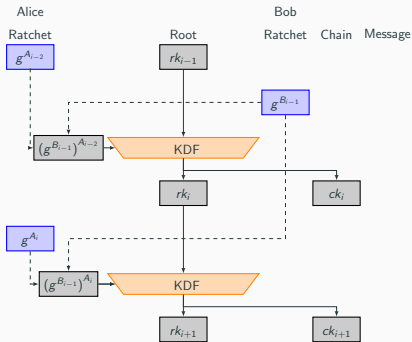 Alice Bob
Ratchet Root Ratchet Chain Message
$g^{A_{i-2}}$ $rk_{i-1}$
$g^{B_{i-1}}$
$(g^{B_{i-1}})^{A_{i-2}}$ KDF
$rk_i$ $ck_i$
$g^{A_i}$
$(g^{B_{i-1}})^{A_i}$ KDF
$rk_{i+1}$ $ck_{i+1}$